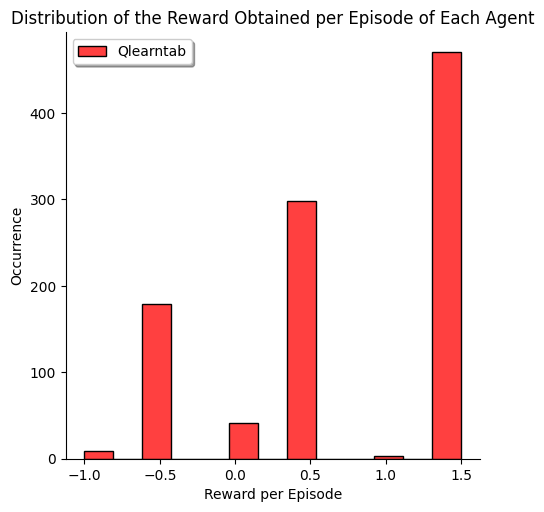 Distribution of the Reward Obtained per Episode of Each Agent
Qlearntab
400
300
200
100
0
Occurrence
−1.0 −0.5 0.0 0.5 1.0 1.5
Reward per Episode